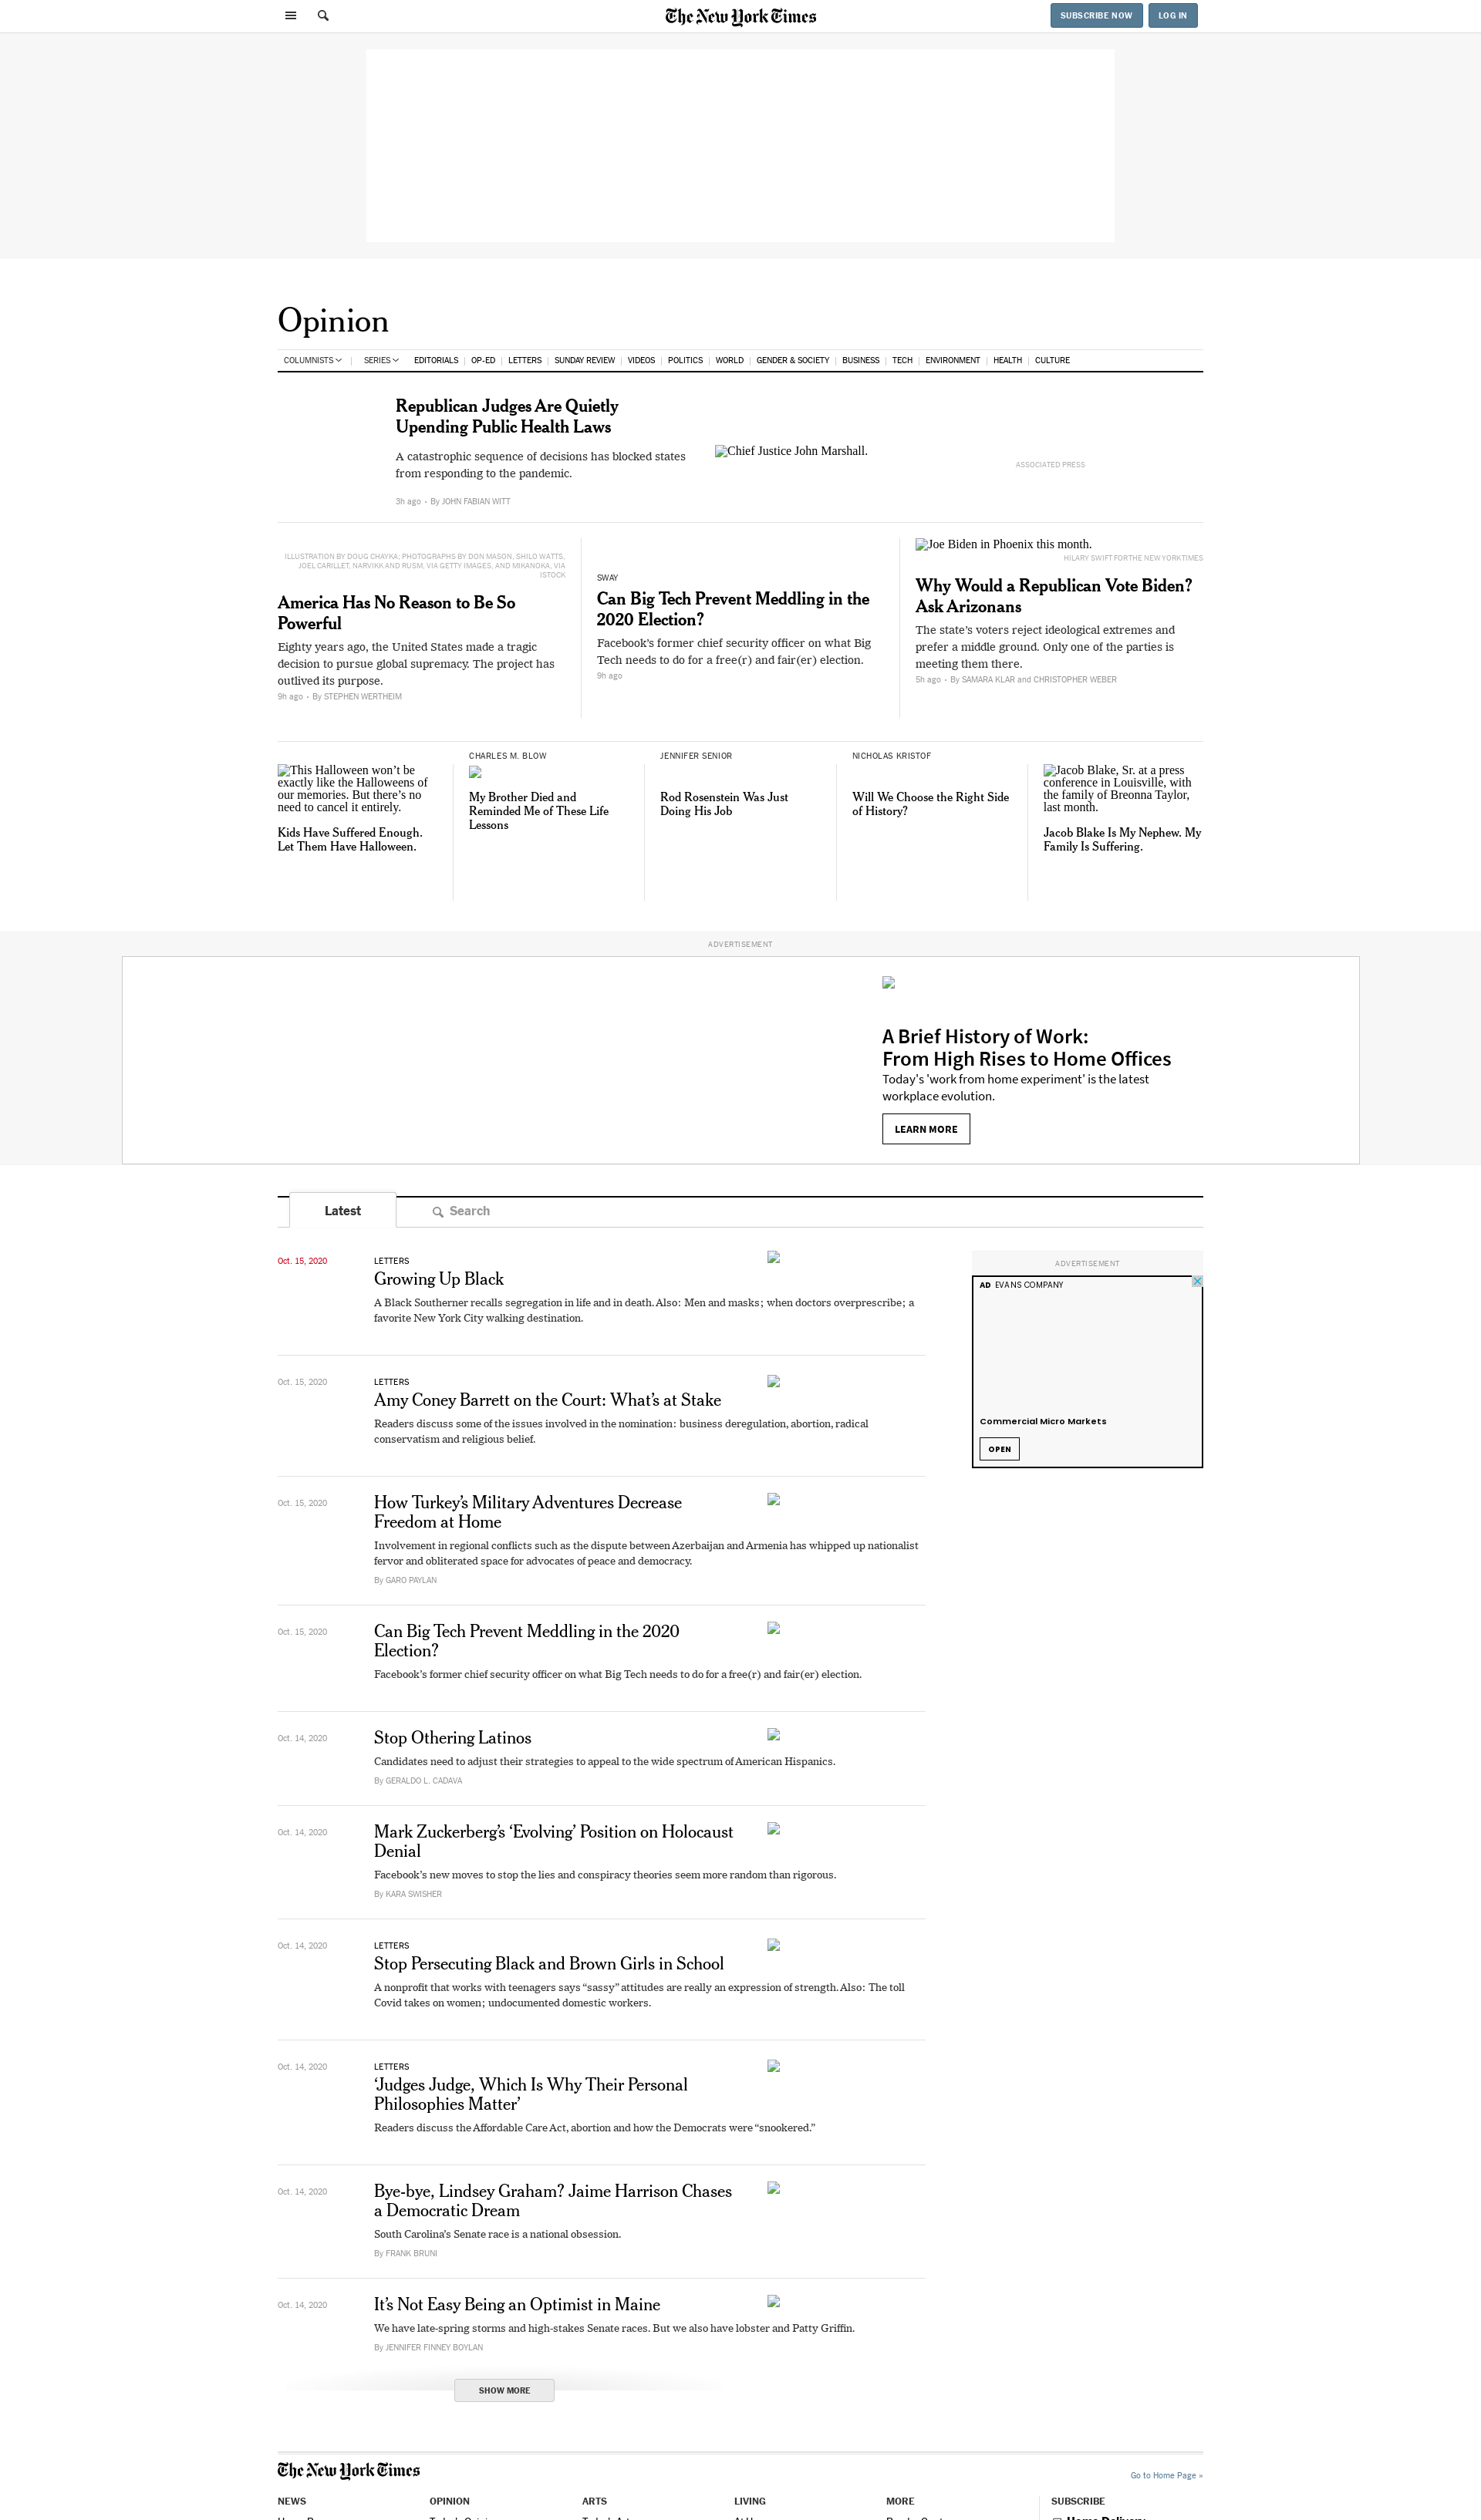 The New York Times
SUBSCRIBE NOW
LOG IN
Opinion
COLUMNISTS
SERIES
EDITORIALS
OP-ED
LETTERS
SUNDAY REVIEW
VIDEOS
POLITICS
WORLD
GENDER & SOCIETY
BUSINESS
TECH
ENVIRONMENT
HEALTH
CULTURE
Republican Judges Are Quietly
Upending Public Health Laws
A catastrophic sequence of decisions has blocked states
from responding to the pandemic.
3h ago • By JOHN FABIAN WITT
Chief Justice John Marshall.
ASSOCIATED PRESS
ILLUSTRATION BY DOUG CHAYKA; PHOTOGRAPHS BY DON MASON, SHILO WATTS,
JOEL CARILLET, NARVIKK AND RUSM, VIA GETTY IMAGES, AND MIKANOKA, VIA
ISTOCK
America Has No Reason to Be So
Powerful
Eighty years ago, the United States made a tragic
decision to pursue global supremacy. The project has
outlived its purpose.
9h ago • By STEPHEN WERTHEIM
SWAY
Can Big Tech Prevent Meddling in the
2020 Election?
Facebook’s former chief security officer on what Big
Tech needs to do for a free(r) and fair(er) election.
9h ago
Joe Biden in Phoenix this month.
HILARY SWIFT FOR THE NEW YORK TIMES
Why Would a Republican Vote Biden?
Ask Arizonans
The state’s voters reject ideological extremes and
prefer a middle ground. Only one of the parties is
meeting them there.
5h ago • By SAMARA KLAR and CHRISTOPHER WEBER
This Halloween won’t be
exactly like the Halloweens of
our memories. But there’s no
need to cancel it entirely.
Kids Have Suffered Enough.
Let Them Have Halloween.
CHARLES M. BLOW
My Brother Died and
Reminded Me of These Life
Lessons
JENNIFER SENIOR
Rod Rosenstein Was Just
Doing His Job
NICHOLAS KRISTOF
Will We Choose the Right Side
of History?
Jacob Blake, Sr. at a press
conference in Louisville, with
the family of Breonna Taylor,
last month.
Jacob Blake Is My Nephew. My
Family Is Suffering.
ADVERTISEMENT
A Brief History of Work:
From High Rises to Home Offices
Today's 'work from home experiment' is the latest
workplace evolution.
LEARN MORE
Latest
Search
Oct. 15, 2020
LETTERS
Growing Up Black
A Black Southerner recalls segregation in life and in death. Also: Men and masks; when doctors overprescribe; a
favorite New York City walking destination.
ADVERTISEMENT
AD EVANS COMPANY
Commercial Micro Markets
OPEN
Oct. 15, 2020
LETTERS
Amy Coney Barrett on the Court: What’s at Stake
Readers discuss some of the issues involved in the nomination: business deregulation, abortion, radical
conservatism and religious belief.
Oct. 15, 2020
How Turkey’s Military Adventures Decrease
Freedom at Home
Involvement in regional conflicts such as the dispute between Azerbaijan and Armenia has whipped up nationalist
fervor and obliterated space for advocates of peace and democracy.
By GARO PAYLAN
Oct. 15, 2020
Can Big Tech Prevent Meddling in the 2020
Election?
Facebook’s former chief security officer on what Big Tech needs to do for a free(r) and fair(er) election.
Oct. 14, 2020
Stop Othering Latinos
Candidates need to adjust their strategies to appeal to the wide spectrum of American Hispanics.
By GERALDO L. CADAVA
Oct. 14, 2020
Mark Zuckerberg’s ‘Evolving’ Position on Holocaust
Denial
Facebook’s new moves to stop the lies and conspiracy theories seem more random than rigorous.
By KARA SWISHER
Oct. 14, 2020
LETTERS
Stop Persecuting Black and Brown Girls in School
A nonprofit that works with teenagers says “sassy” attitudes are really an expression of strength. Also: The toll
Covid takes on women; undocumented domestic workers.
Oct. 14, 2020
LETTERS
‘Judges Judge, Which Is Why Their Personal
Philosophies Matter’
Readers discuss the Affordable Care Act, abortion and how the Democrats were “snookered.”
Oct. 14, 2020
Bye-bye, Lindsey Graham? Jaime Harrison Chases
a Democratic Dream
South Carolina’s Senate race is a national obsession.
By FRANK BRUNI
Oct. 14, 2020
It’s Not Easy Being an Optimist in Maine
We have late-spring storms and high-stakes Senate races. But we also have lobster and Patty Griffin.
By JENNIFER FINNEY BOYLAN
SHOW MORE
The New York Times
Go to Home Page »
NEWS
OPINION
ARTS
LIVING
MORE
SUBSCRIBE